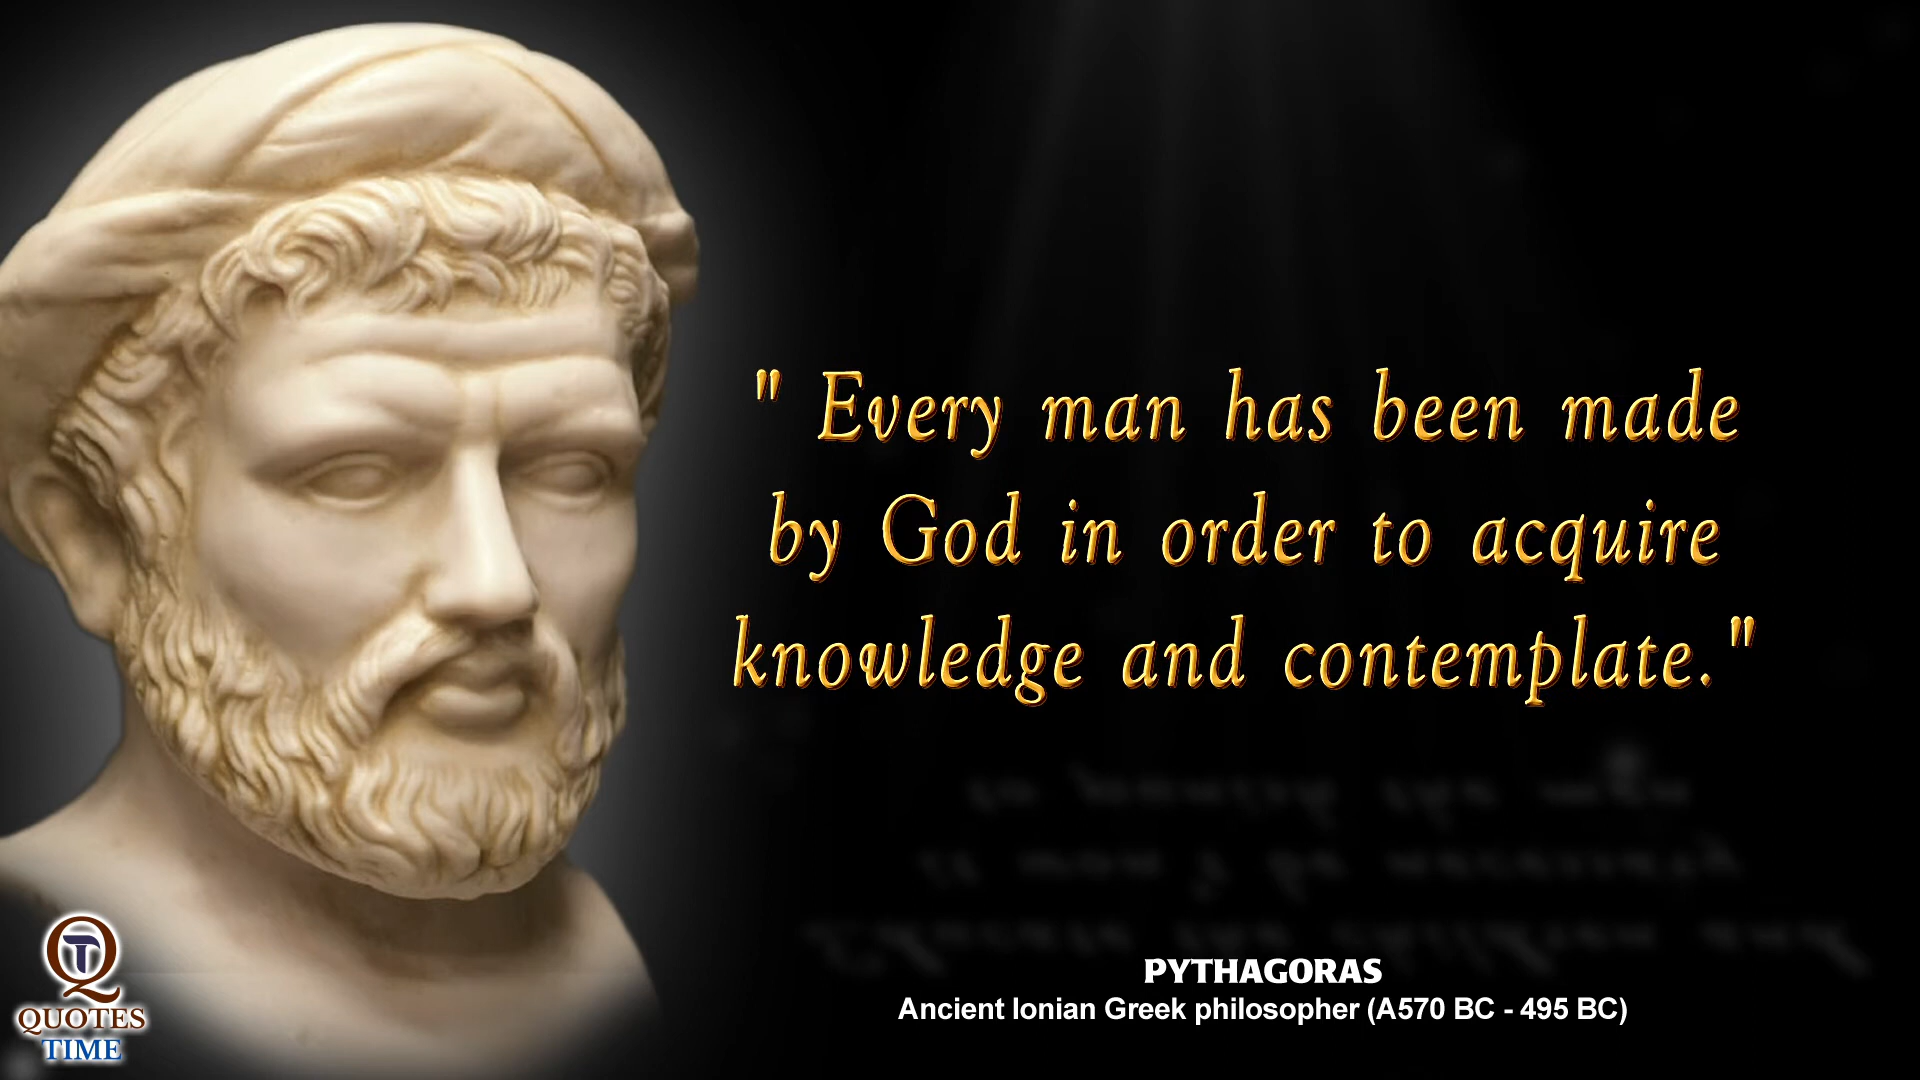 " Every man has been made
by God in order to acquire
knowledge and contemplate."
PYTHAGORAS
Ancient Ionian Greek philosopher (A570 BC - 495 BC)
QT
QUOTES
TIME